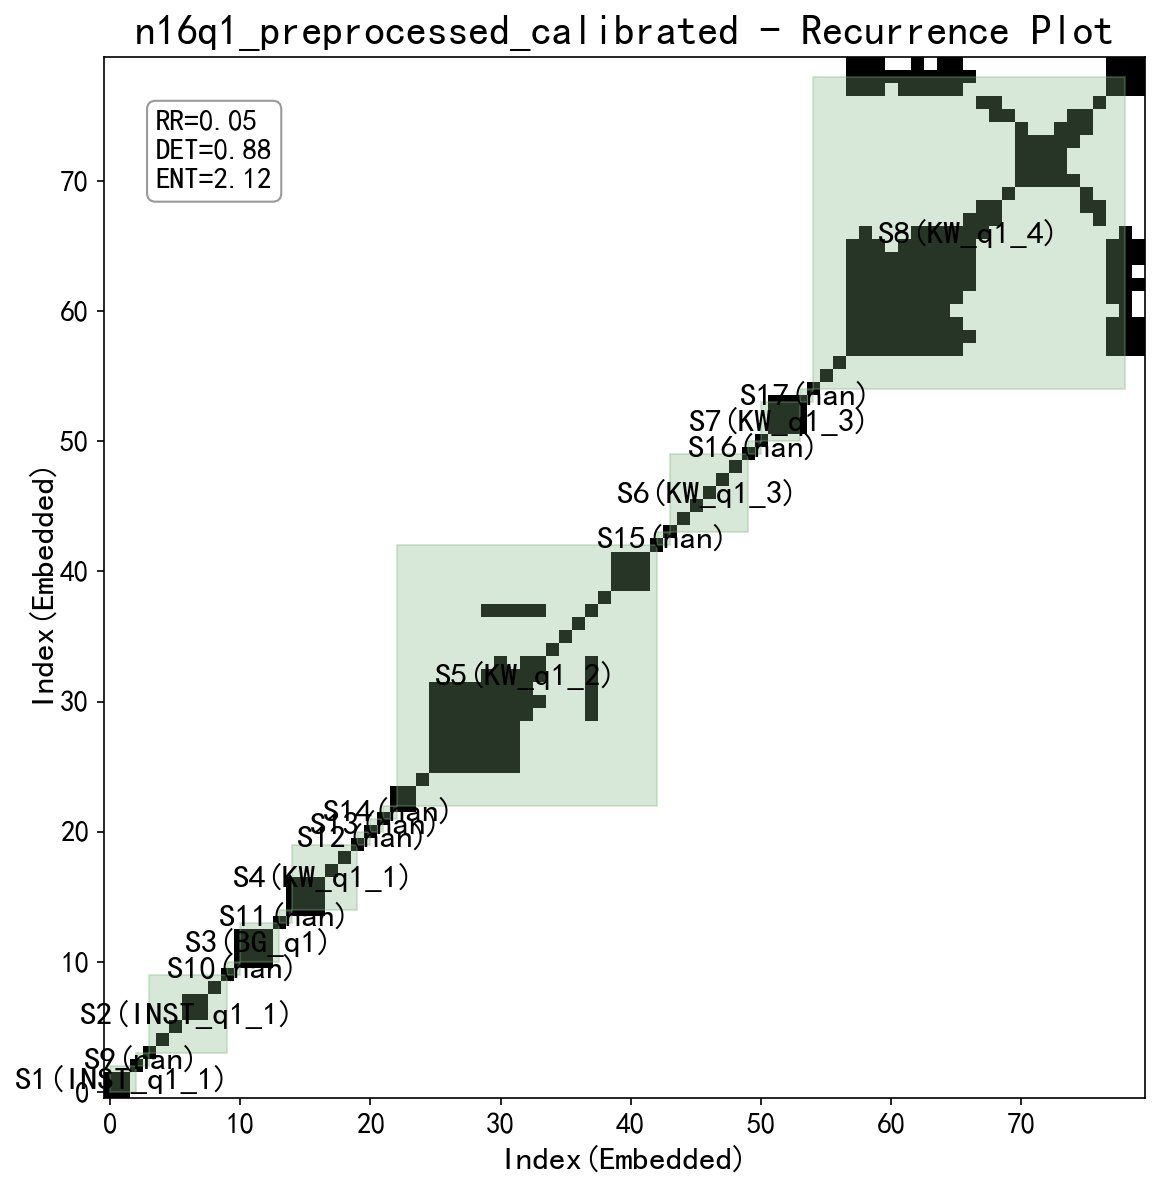 n16q1_preprocessed_calibrated - Recurrence Plot
RR=0.05
DET=0.88
ENT=2.12
70
60
50
40
30
20
10
0
Index(Embedded)
S8(KW_q1_4)
S17(nan)
S7(KW_q1_3)
S16(nan)
S6(KW_q1_3)
S15(nan)
S5(KW_q1_2)
S14(nan)
S13(nan)
S12(nan)
S4(KW_q1_1)
S11(nan)
S3(BG_q1)
S10(nan)
S2(INST_q1_1)
S9(nan)
S1(INST_q1_1)
0 10 20 30 40 50 60 70
Index(Embedded)